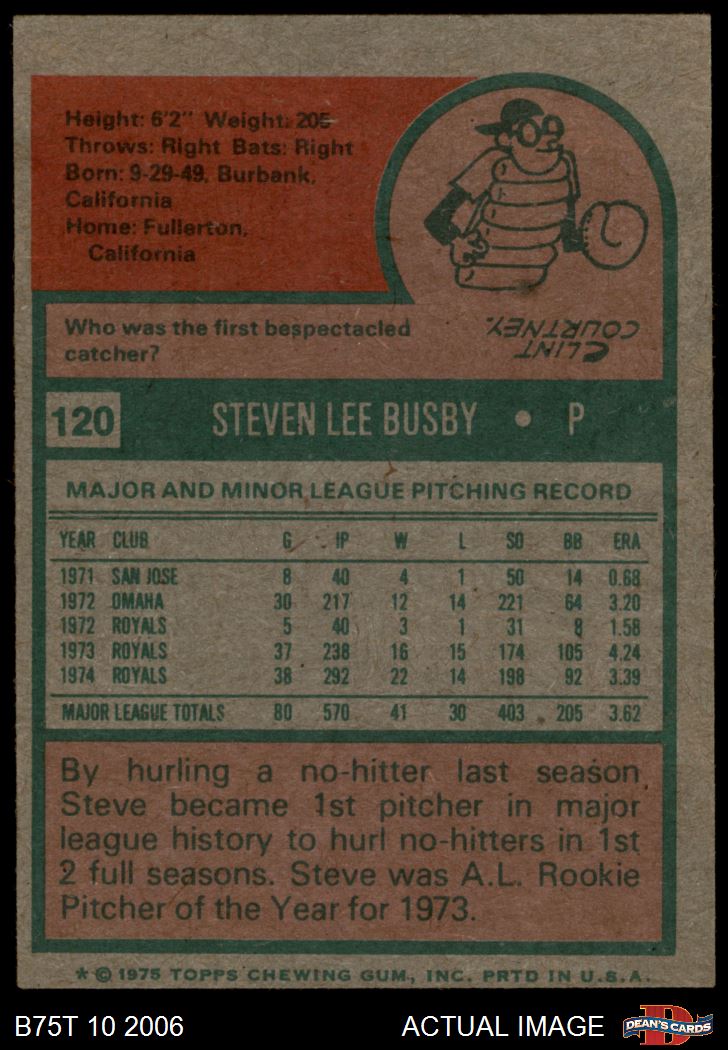 Height: 6'2" Weight: 205
Throws: Right Bats: Right
Born: 9-29-49, Burbank,
California
Home: Fullerton,
California
Who was the first bespectacled
catcher?
CLINT
COURTNEY.
120 STEVEN LEE BUSBY • P
MAJOR AND MINOR LEAGUE PITCHING RECORD
YEAR CLUB G IP W L SO BB ERA
1971 SAN JOSE 8 40 4 1 50 14 0.68
1972 OMAHA 30 217 12 14 221 64 3.20
1972 ROYALS 5 40 3 1 31 8 1.58
1973 ROYALS 37 238 16 15 174 105 4.24
1974 ROYALS 38 292 22 14 198 92 3.39
MAJOR LEAGUE TOTALS 80 570 41 30 403 205 3.62
By hurling a no-hitter last season
Steve became 1st pitcher in major
league history to hurl no-hitters in 1st
2 full seasons. Steve was A.L. Rookie
Pitcher of the Year for 1973.
* © 1975 TOPPS CHEWING GUM, INC. PRTD IN U.S.A.
B75T 10 2006 ACTUAL IMAGE D DEAN'S CARDS